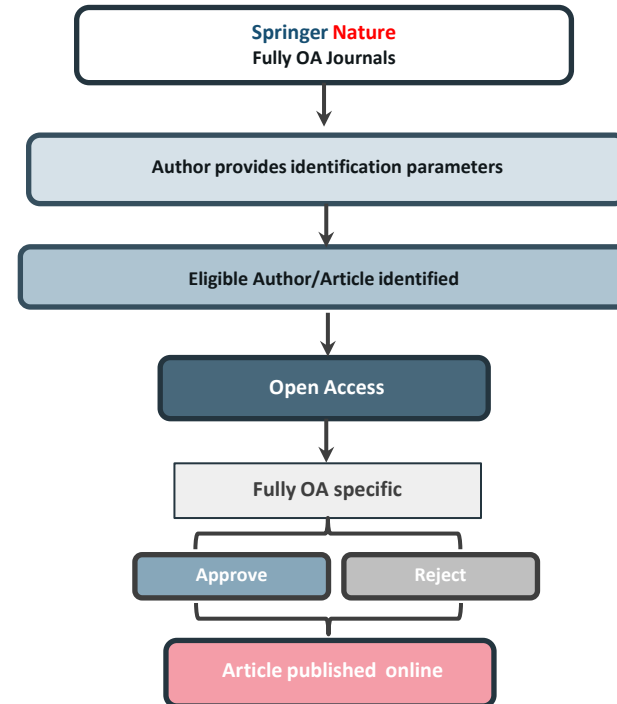 Springer Nature
Fully OA Journals
Author provides identification parameters
Eligible Author/Article identified
Open Access
Fully OA specific
Approve
Reject
Article published online